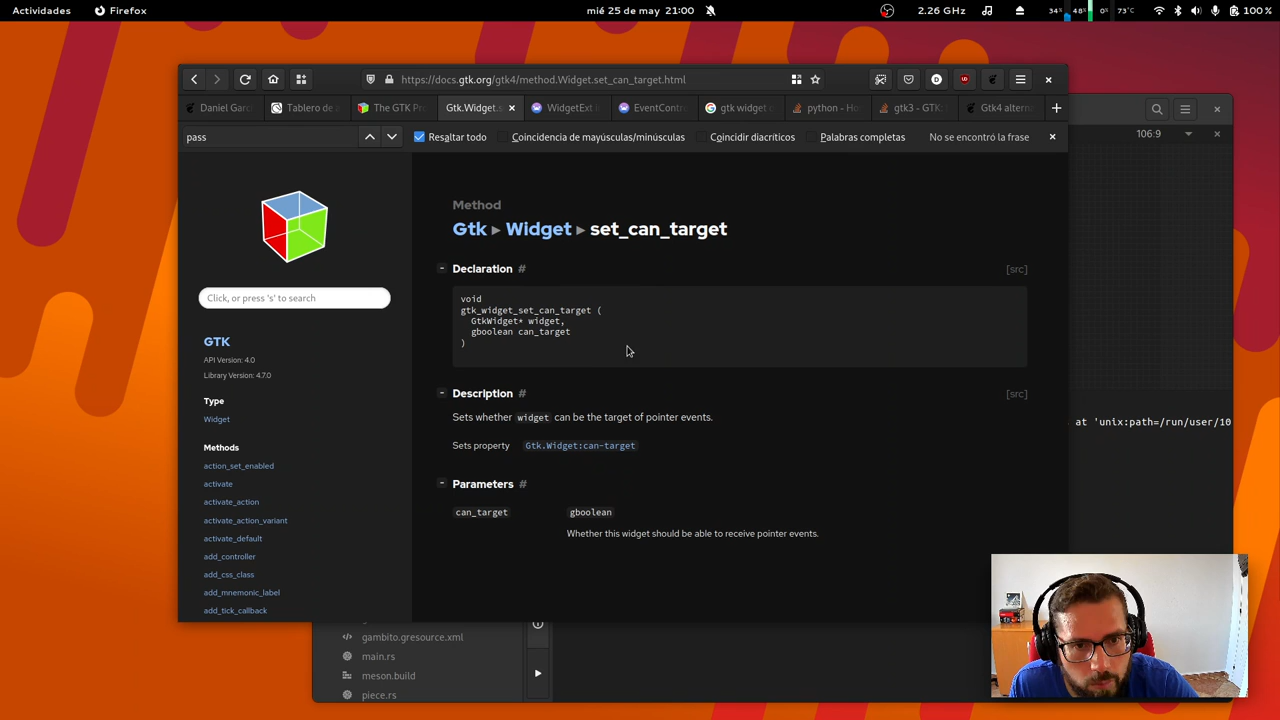 Actividades
Firefox
mié 25 de may 21:00
2.26 GHz
34%
48%
0%
73°C
100 %
https://docs.gtk.org/gtk4/method.Widget.set_can_target.html
Daniel Garc
Tablero de a
The GTK Pr
Gtk.Widget.s
WidgetExt i
EventContro
gtk widget c
python - Ho
gtk3 - GTK:
Gtk4 altern
pass
Resaltar todo
Coincidencia de mayúsculas/minúsculas
Coincidir diacríticos
Palabras completas
No se encontró la frase
106:9
Method
Gtk ▸ Widget ▸ set_can_target
Declaration #
[src]
void
gtk_widget_set_can_target (
GtkWidget* widget,
gboolean can_target
)
Description #
[src]
Sets whether widget can be the target of pointer events.
Sets property Gtk.Widget:can-target
Parameters #
can_target
gboolean
Whether this widget should be able to receive pointer events.
Click, or press 's' to search
GTK
API Version: 4.0
Library Version: 4.7.0
Type
Widget
Methods
action_set_enabled
activate
activate_action
activate_action_variant
activate_default
add_controller
add_css_class
add_mnemonic_label
add_tick_callback
at 'unix:path=/run/user/10
gambito.gresource.xml
main.rs
meson.build
piece.rs